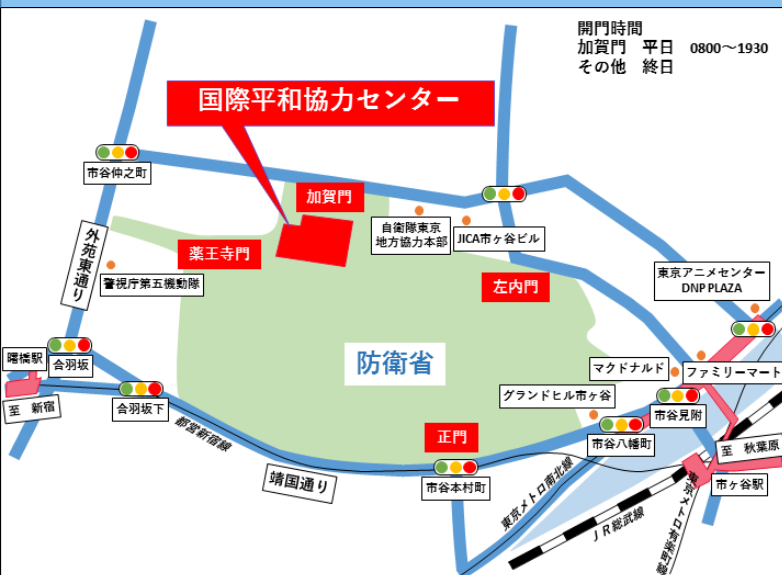 開門時間
加賀門　平日　0800～1930
その他　終日
国際平和協力センター
市谷仲之町
加賀門
自衛隊東京
地方協力本部
JICA市ヶ谷ビル
外苑東通り
薬王寺門
警視庁第五機動隊
左内門
東京アニメセンター
DNP PLAZA
防衛省
曙橋駅
合羽坂
マクドナルド
ファミリーマート
グランドヒル市ヶ谷
至　新宿
合羽坂下
都営新宿線
正門
市谷見附
市谷八幡町
至　秋葉原
靖国通り
市谷本村町
東京メトロ南北線
ＪＲ総武線
東京メトロ有楽町線
市ヶ谷駅